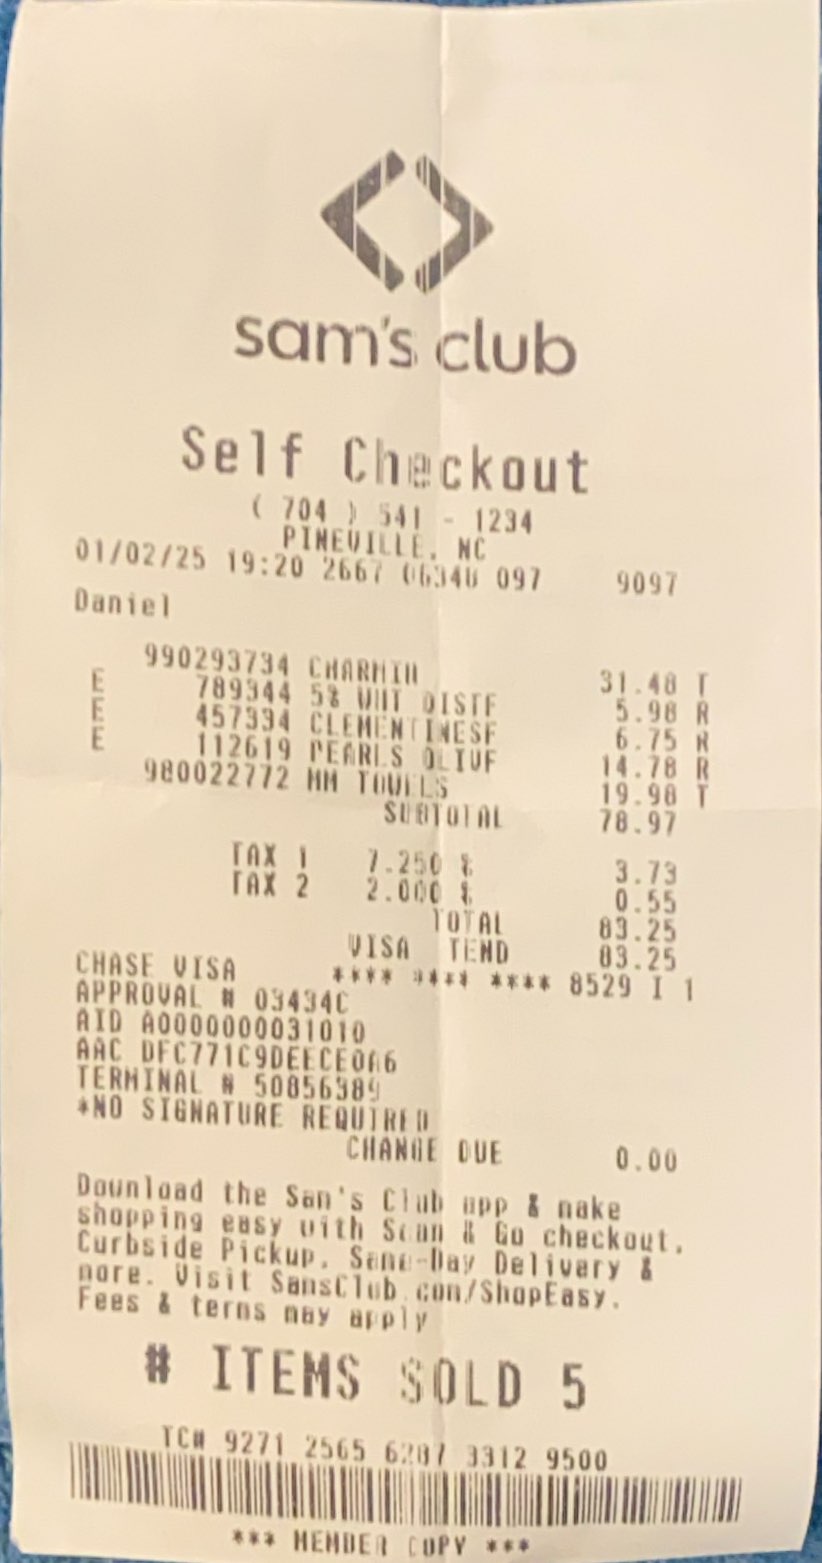 sam's club
Self Checkout
( 704 ) 541 - 1234
PINEVILLE, NC
01/02/25 19:20 2667 06340 097 9097
Daniel
990293734 CHARMIN 31.48 T
E 789344 5% WHT DISTF 5.98 R
E 457334 CLEMENTINESF 6.75 R
E 112619 PEARLS OLIVF 14.78 R
980022772 MM TOWELS 19.98 T
SUBTOTAL 78.97
TAX 1 7.250 % 3.73
TAX 2 2.000 % 0.55
TOTAL 83.25
VISA TEND 83.25
CHASE VISA **** **** **** 8529 I 1
APPROVAL # 03434C
AID A0000000031010
AAC DFC771C9DEECE0A6
TERMINAL # 50856389
*NO SIGNATURE REQUIRED
CHANGE DUE 0.00
Download the Sam's Club app & make
shopping easy with Scan & Go checkout,
Curbside Pickup, Same-Day Delivery &
more. Visit SamsClub.com/ShopEasy.
Fees & terms may apply
# ITEMS SOLD 5
TC# 9271 2565 6207 3312 9500
*** MEMBER COPY ***